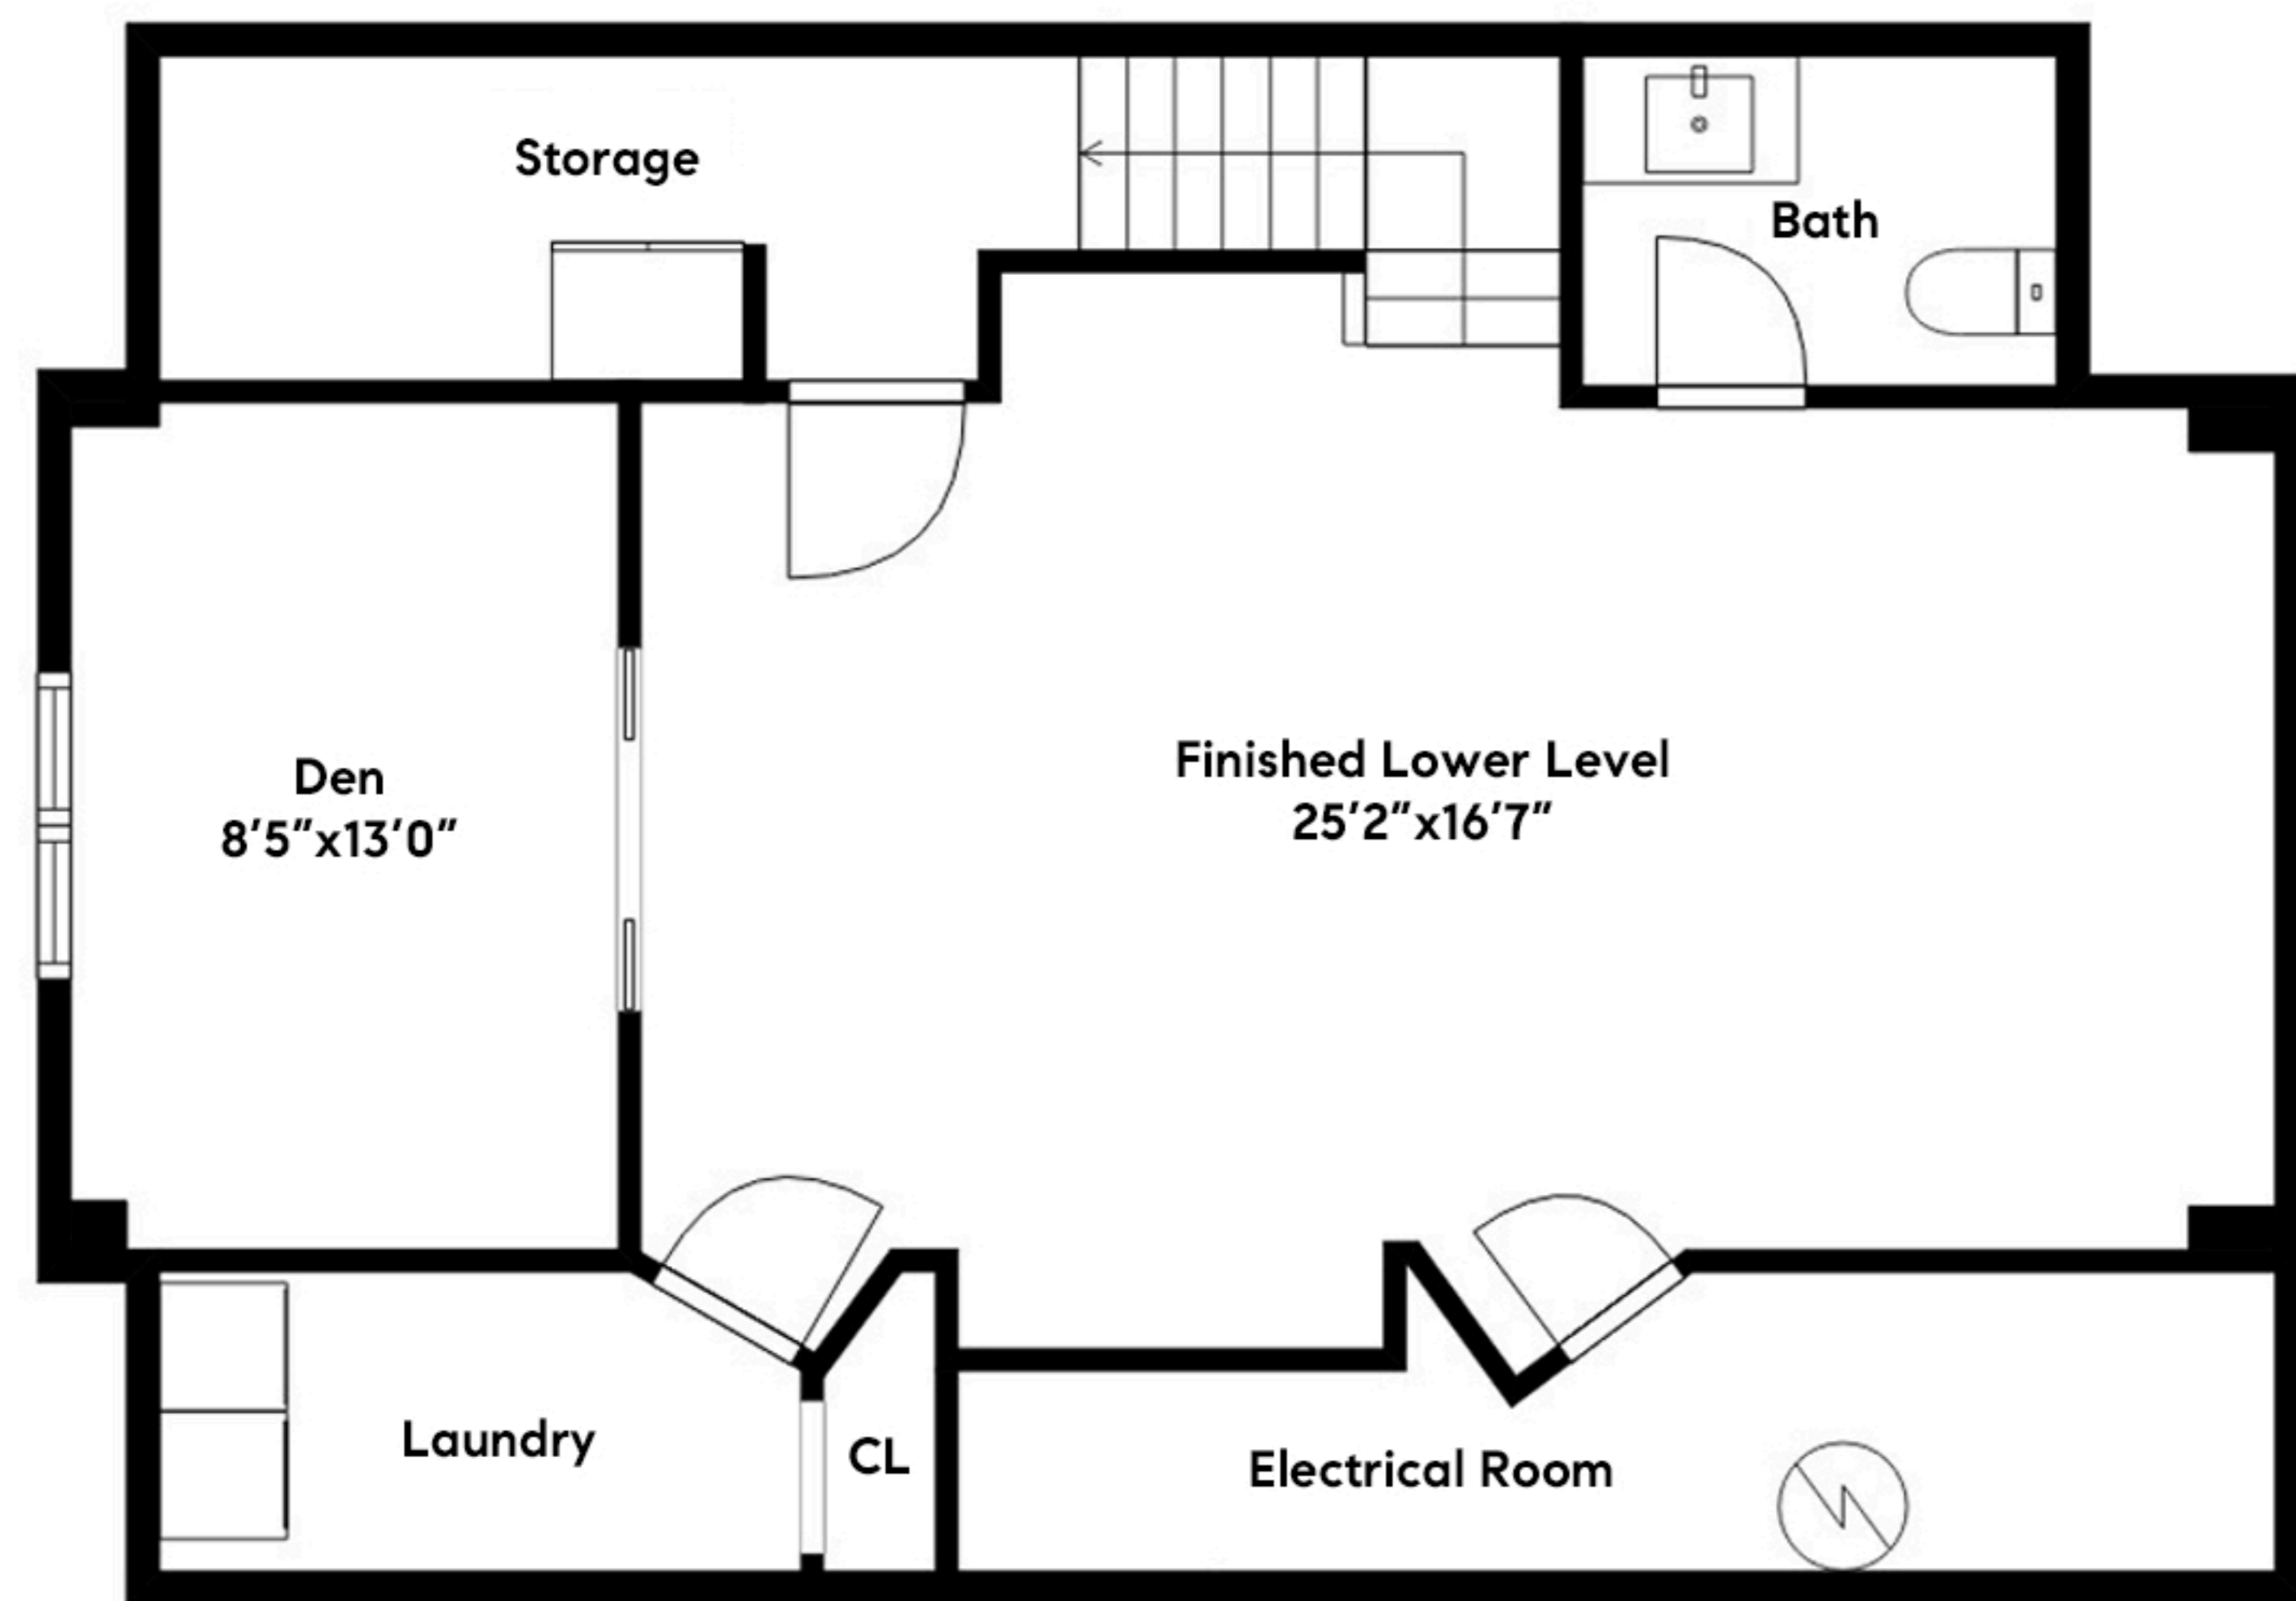 Storage
Bath
Den
8′5″x13′0″
Finished Lower Level
25′2″x16′7″
Laundry
CL
Electrical Room